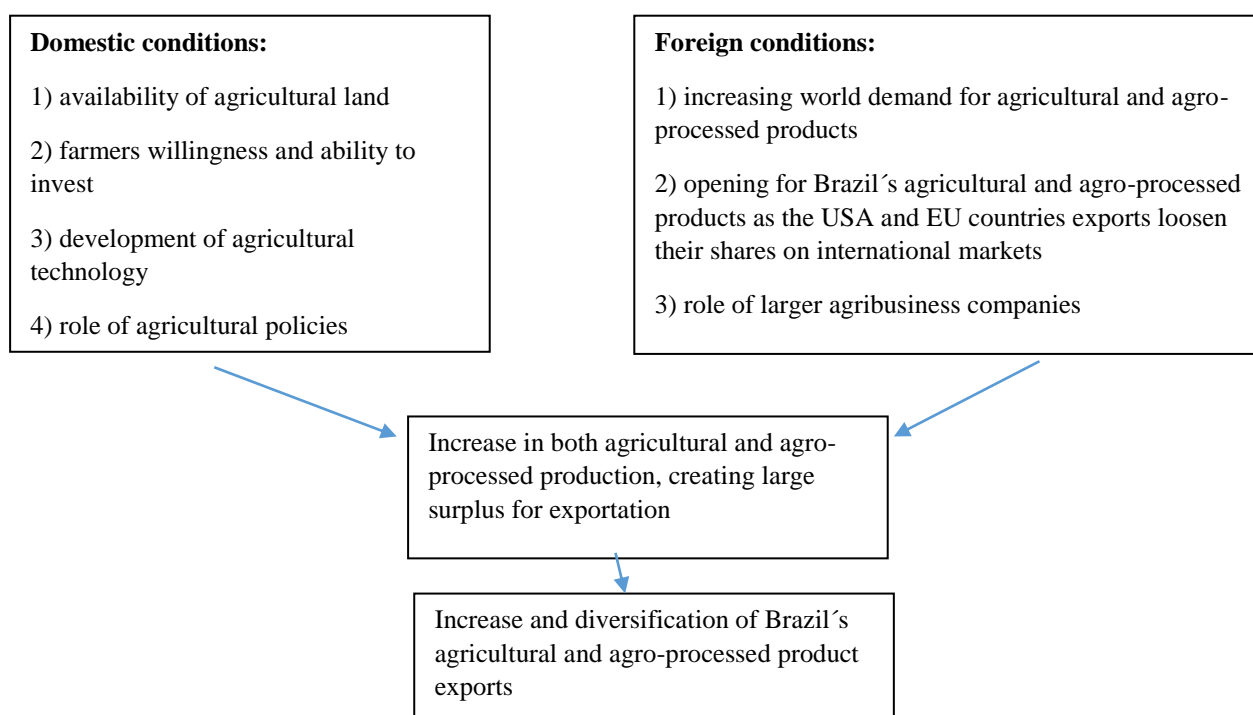 Domestic conditions:
1) availability of agricultural land
2) farmers willingness and ability to
invest
3) development of agricultural
technology
4) role of agricultural policies
Foreign conditions:
1) increasing world demand for agricultural and agro-
processed products
2) opening for Brazil´s agricultural and agro-processed
products as the USA and EU countries exports loosen
their shares on international markets
3) role of larger agribusiness companies
Increase in both agricultural and agro-
processed production, creating large
surplus for exportation
Increase and diversification of Brazil´s
agricultural and agro-processed product
exports